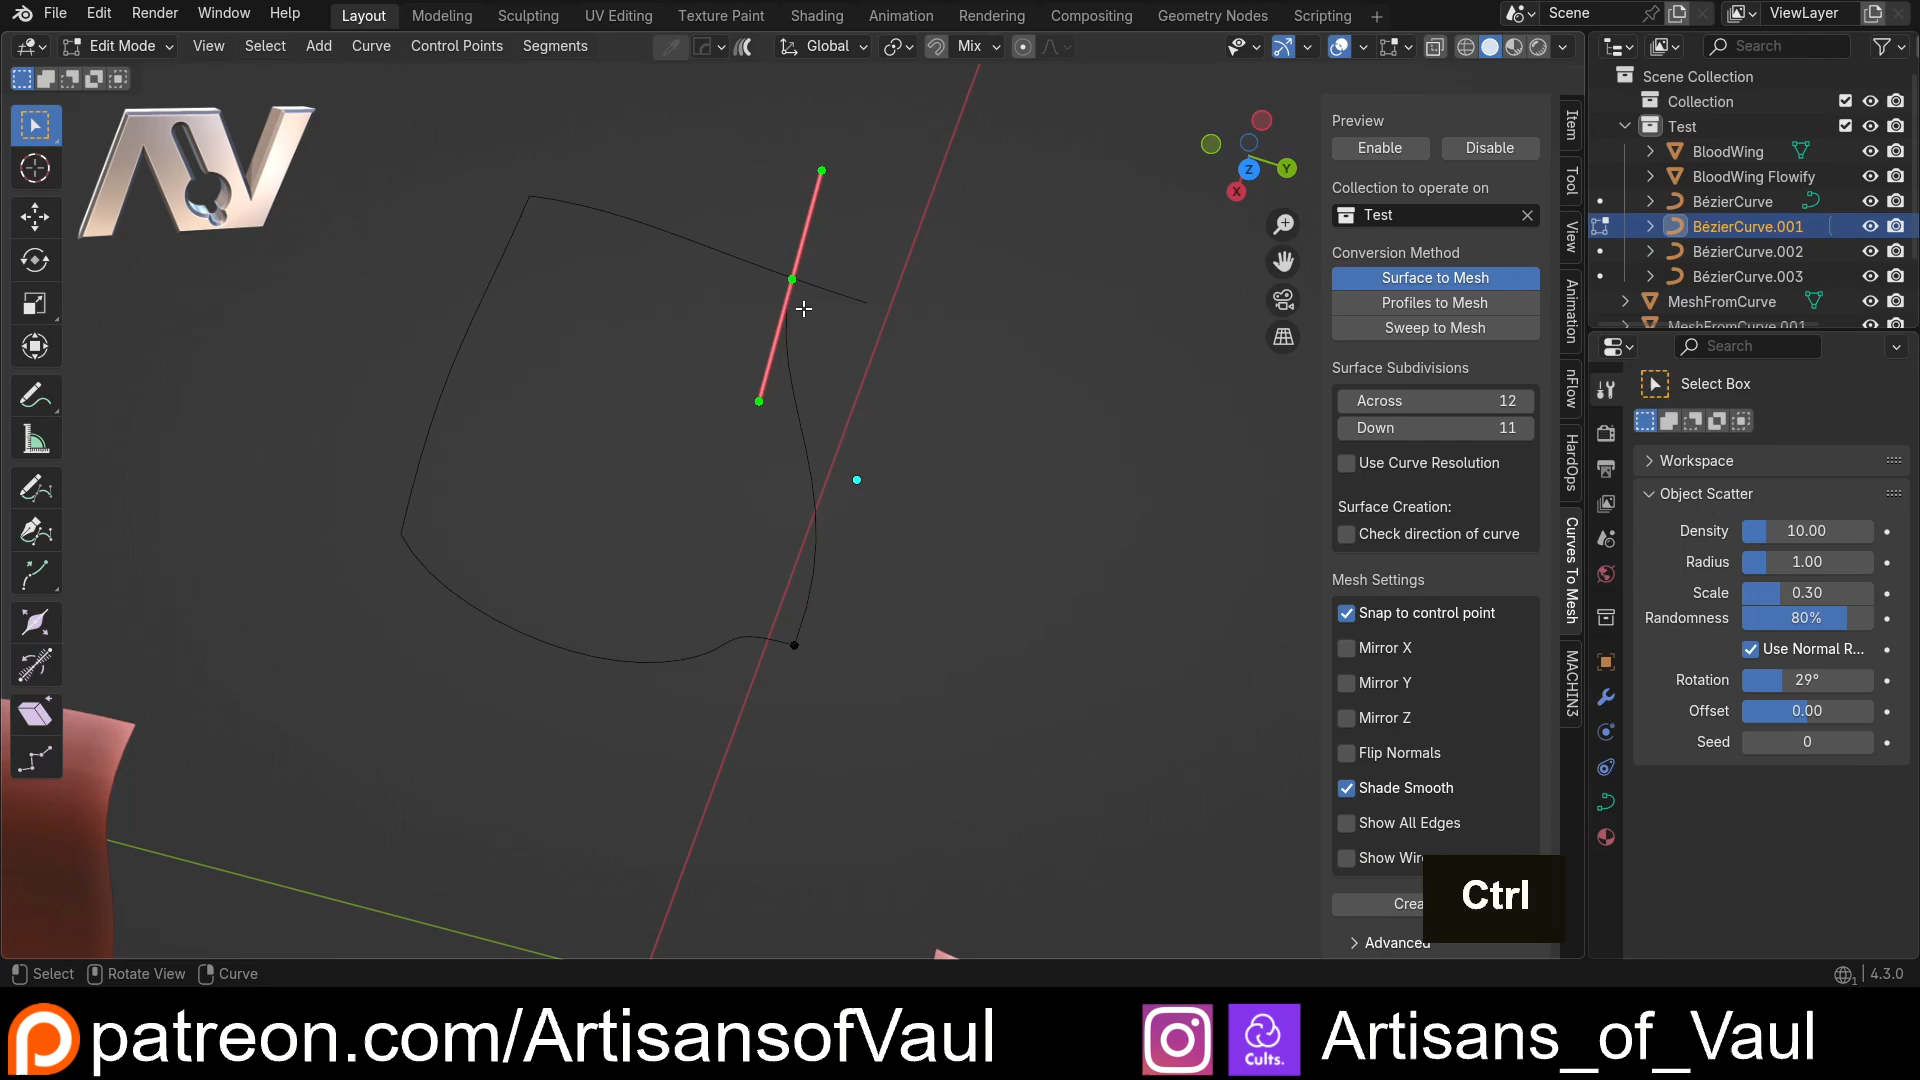 File Edit Render Window Help Layout Modeling Sculpting UV Editing Texture Paint Shading Animation Rendering Compositing Geometry Nodes Scripting + Scene ViewLayer
Edit Mode View Select Add Curve Control Points Segments Global Mix Search
Scene Collection
Collection
Test
BloodWing
BloodWing Flowify
BézierCurve
BézierCurve.001
BézierCurve.002
BézierCurve.003
MeshFromCurve
MeshFromCurve.001
X
Y
Z
Preview
Enable Disable
Collection to operate on
Test
Conversion Method
Surface to Mesh
Profiles to Mesh
Sweep to Mesh
Surface Subdivisions
Across 12
Down 11
Use Curve Resolution
Surface Creation:
Check direction of curve
Mesh Settings
Snap to control point
Mirror X
Mirror Y
Mirror Z
Flip Normals
Shade Smooth
Show All Edges
Show Wir
Crea
Advanced
Item
Tool
View
Animation
nFlow
HardOps
Curves To Mesh
MACHIN3
Search
Select Box
Workspace
Object Scatter
Density 10.00
Radius 1.00
Scale 0.30
Randomness 80%
Use Normal R...
Rotation 29°
Offset 0.00
Seed 0
Ctrl
Select Rotate View Curve 4.3.0
patreon.com/ArtisansofVaul Cults. Artisans_of_Vaul